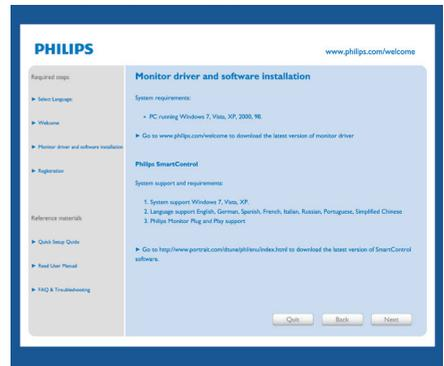 PHILIPS
www.philips.com/welcome
Required steps
► Select Language
► Welcome
► Monitor driver and software installation
► Registration
Reference materials
► Quick Setup Guide
► Read User Manual
► FAQ & Troubleshooting
Monitor driver and software installation
System requirements:
• PC running Windows 7, Vista, XP, 2000, 98.
► Go to www.philips.com/welcome to download the latest version of monitor driver
Philips SmartControl
System support and requirements:
1. System support Windows 7, Vista, XP.
2. Language support English, German, Spanish, French, Italian, Russian, Portuguese, Simplified Chinese
3. Philips Monitor Plug and Play support
► Go to http://www.portrait.com/dtune/phl/enu/index.html to download the latest version of SmartControl
software.
Quit
Back
Next